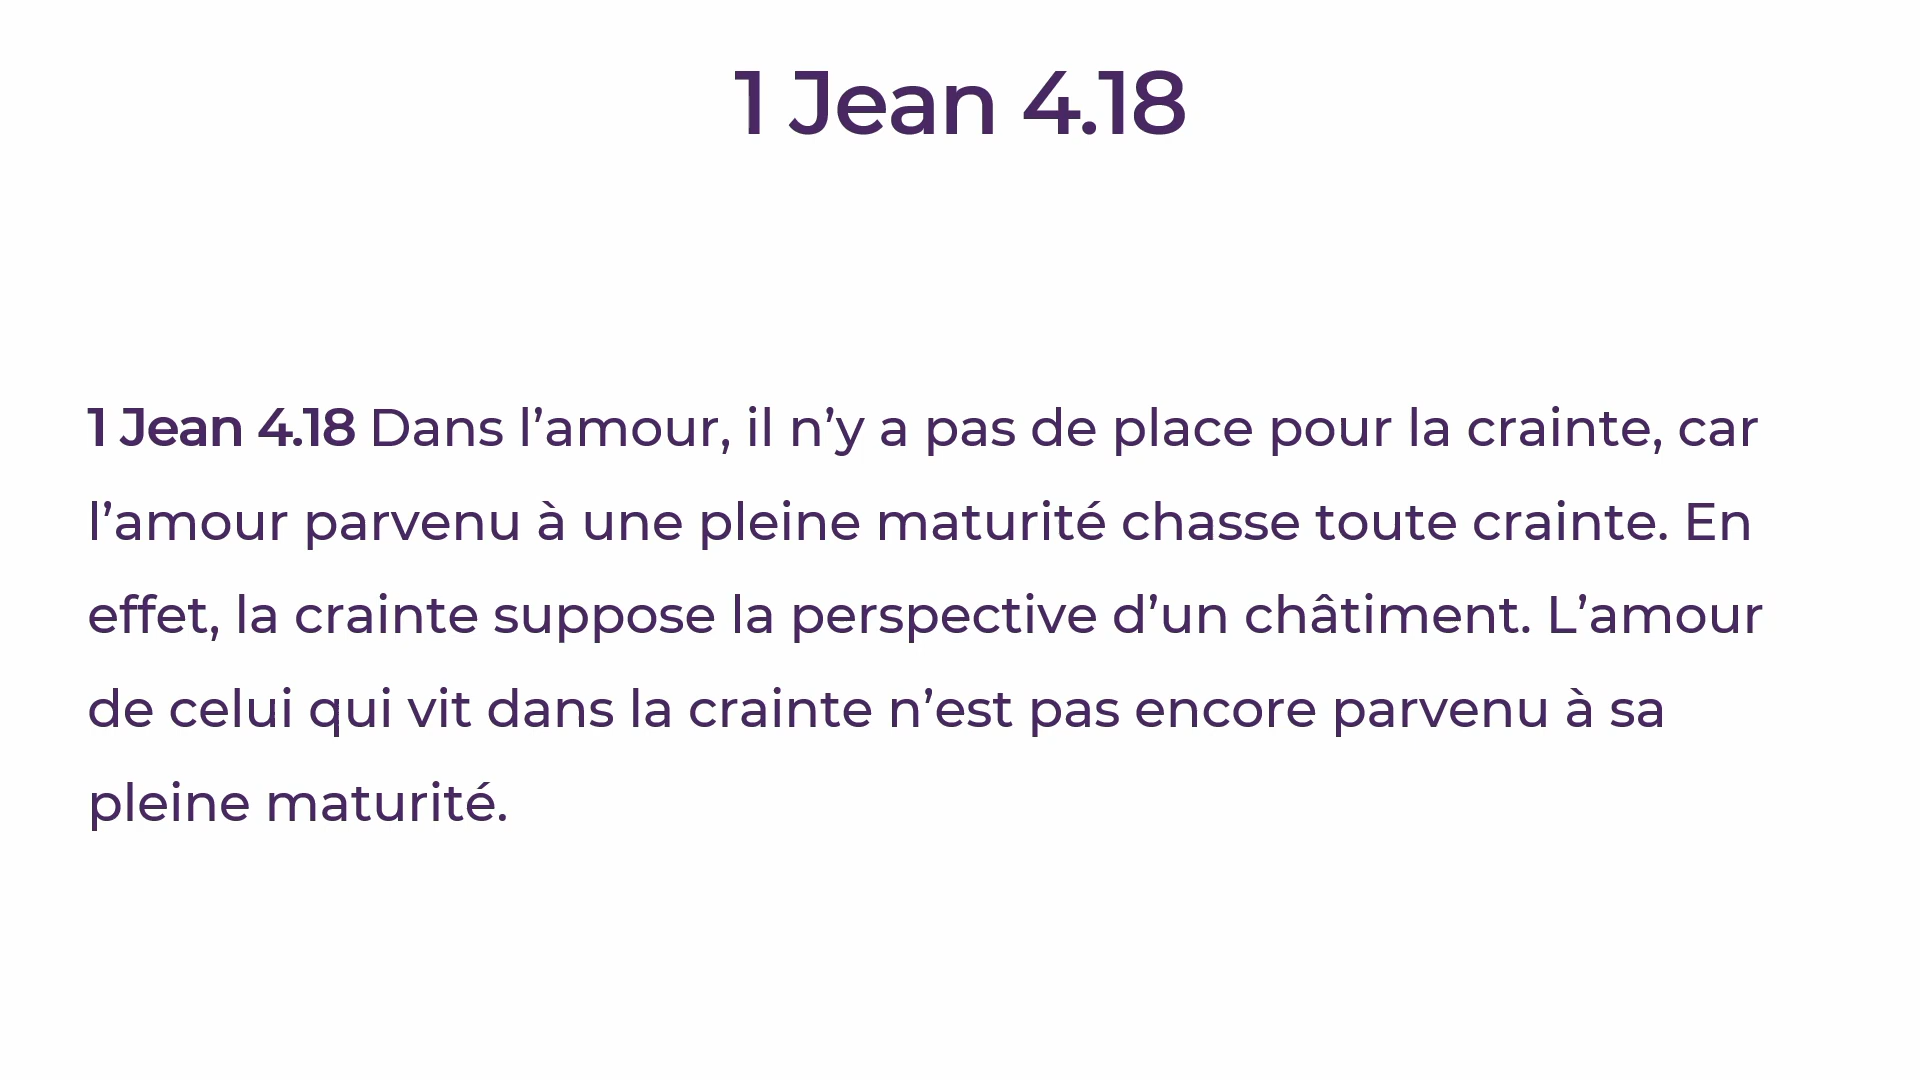 1 Jean 4.18
1 Jean 4.18 Dans l’amour, il n’y a pas de place pour la crainte, car
l’amour parvenu à une pleine maturité chasse toute crainte. En
effet, la crainte suppose la perspective d’un châtiment. L’amour
de celui qui vit dans la crainte n’est pas encore parvenu à sa
pleine maturité.